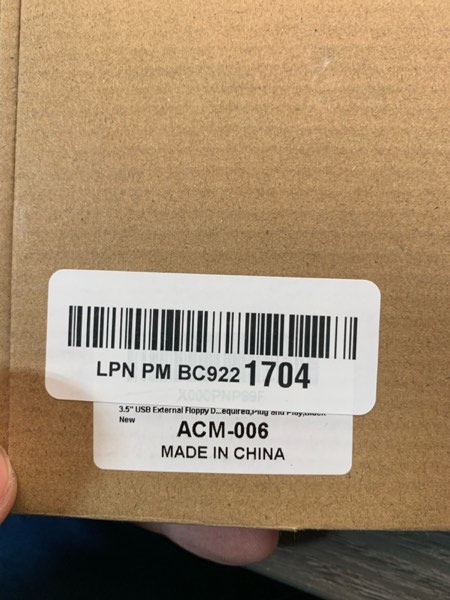 LPN PM BC922 1704
X000PNP99F
3.5" USB External Floppy D...equired,Plug and Play,Black
New
ACM-006
MADE IN CHINA